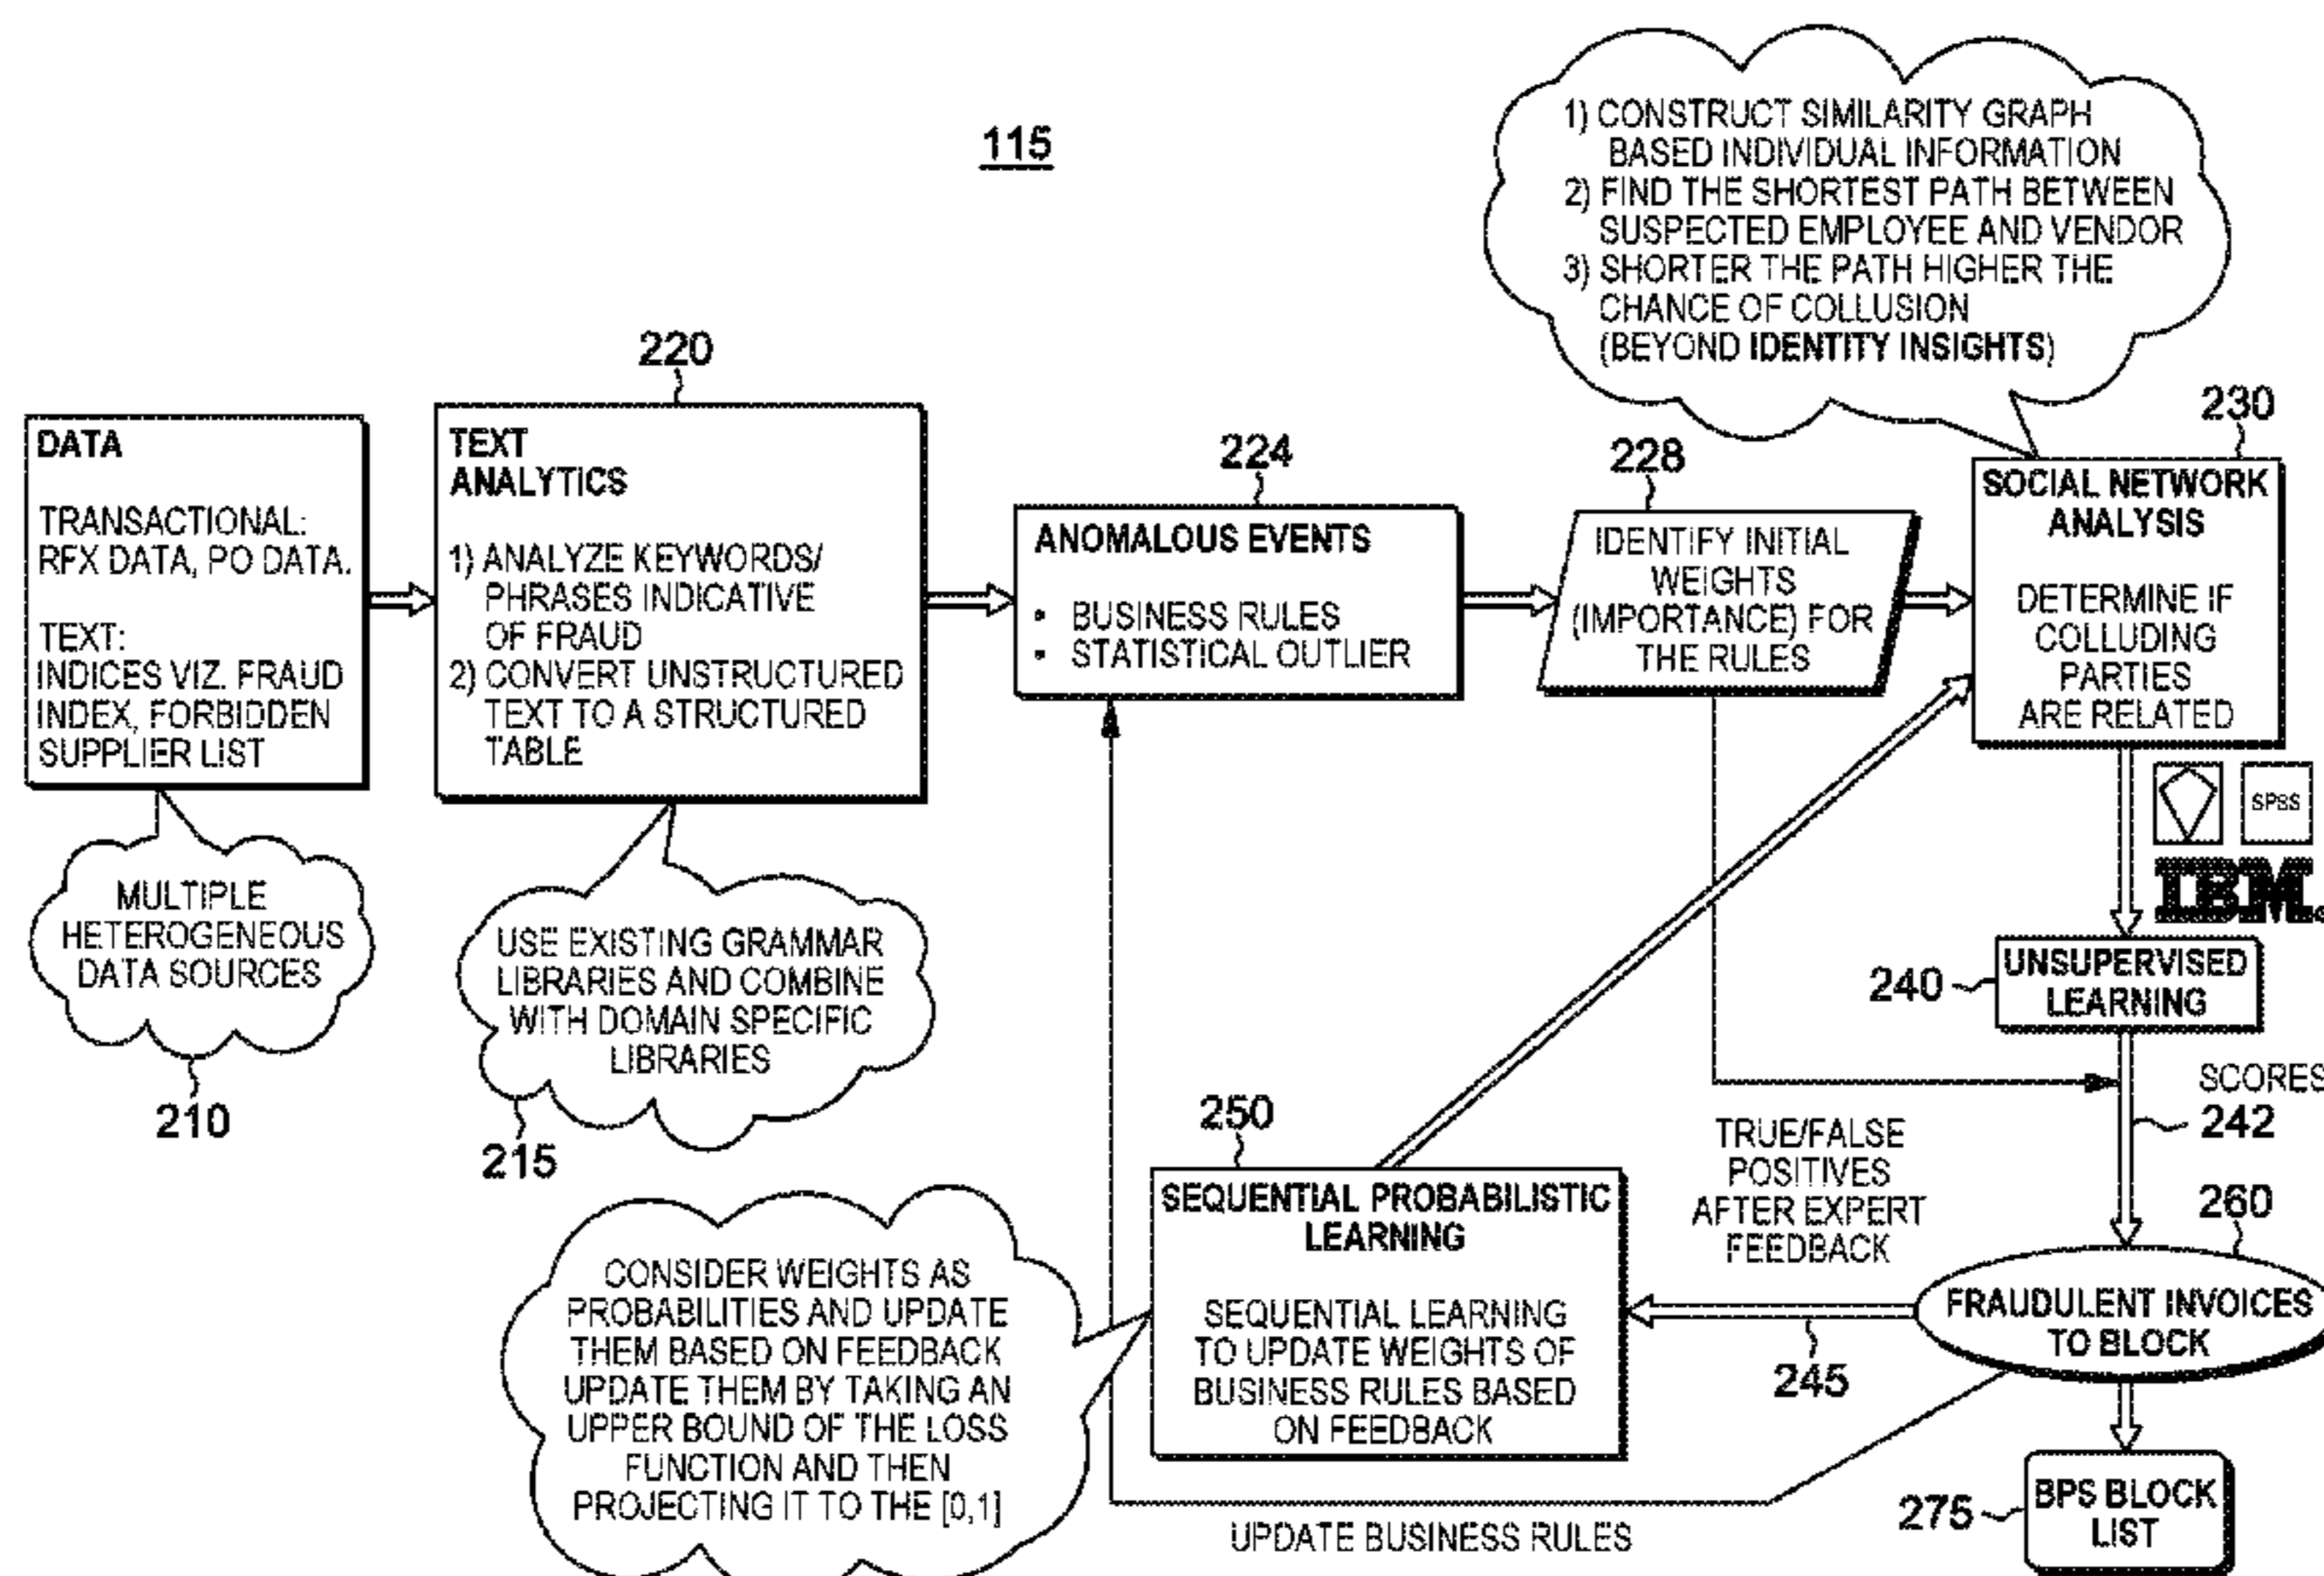 115
1) CONSTRUCT SIMILARITY GRAPH
BASED INDIVIDUAL INFORMATION
2) FIND THE SHORTEST PATH BETWEEN
SUSPECTED EMPLOYEE AND VENDOR
3) SHORTER THE PATH HIGHER THE
CHANCE OF COLLUSION
(BEYOND IDENTITY INSIGHTS)
DATA
TRANSACTIONAL:
RFX DATA, PO DATA.
TEXT:
INDICES VIZ. FRAUD
INDEX, FORBIDDEN
SUPPLIER LIST
MULTIPLE
HETEROGENEOUS
DATA SOURCES
210
220
TEXT
ANALYTICS
1) ANALYZE KEYWORDS/
PHRASES INDICATIVE
OF FRAUD
2) CONVERT UNSTRUCTURED
TEXT TO A STRUCTURED
TABLE
USE EXISTING GRAMMAR
LIBRARIES AND COMBINE
WITH DOMAIN SPECIFIC
LIBRARIES
215
224
ANOMALOUS EVENTS
• BUSINESS RULES
• STATISTICAL OUTLIER
228
IDENTIFY INITIAL
WEIGHTS
(IMPORTANCE) FOR
THE RULES
230
SOCIAL NETWORK
ANALYSIS
DETERMINE IF
COLLUDING
PARTIES
ARE RELATED
SPSS
IBM
240
UNSUPERVISED
LEARNING
SCORES
242
TRUE/FALSE
POSITIVES
AFTER EXPERT
FEEDBACK
260
FRAUDULENT INVOICES
TO BLOCK
245
250
SEQUENTIAL PROBABILISTIC
LEARNING
SEQUENTIAL LEARNING
TO UPDATE WEIGHTS OF
BUSINESS RULES BASED
ON FEEDBACK
CONSIDER WEIGHTS AS
PROBABILITIES AND UPDATE
THEM BASED ON FEEDBACK
UPDATE THEM BY TAKING AN
UPPER BOUND OF THE LOSS
FUNCTION AND THEN
PROJECTING IT TO THE [0,1]
UPDATE BUSINESS RULES
275
BPS BLOCK
LIST